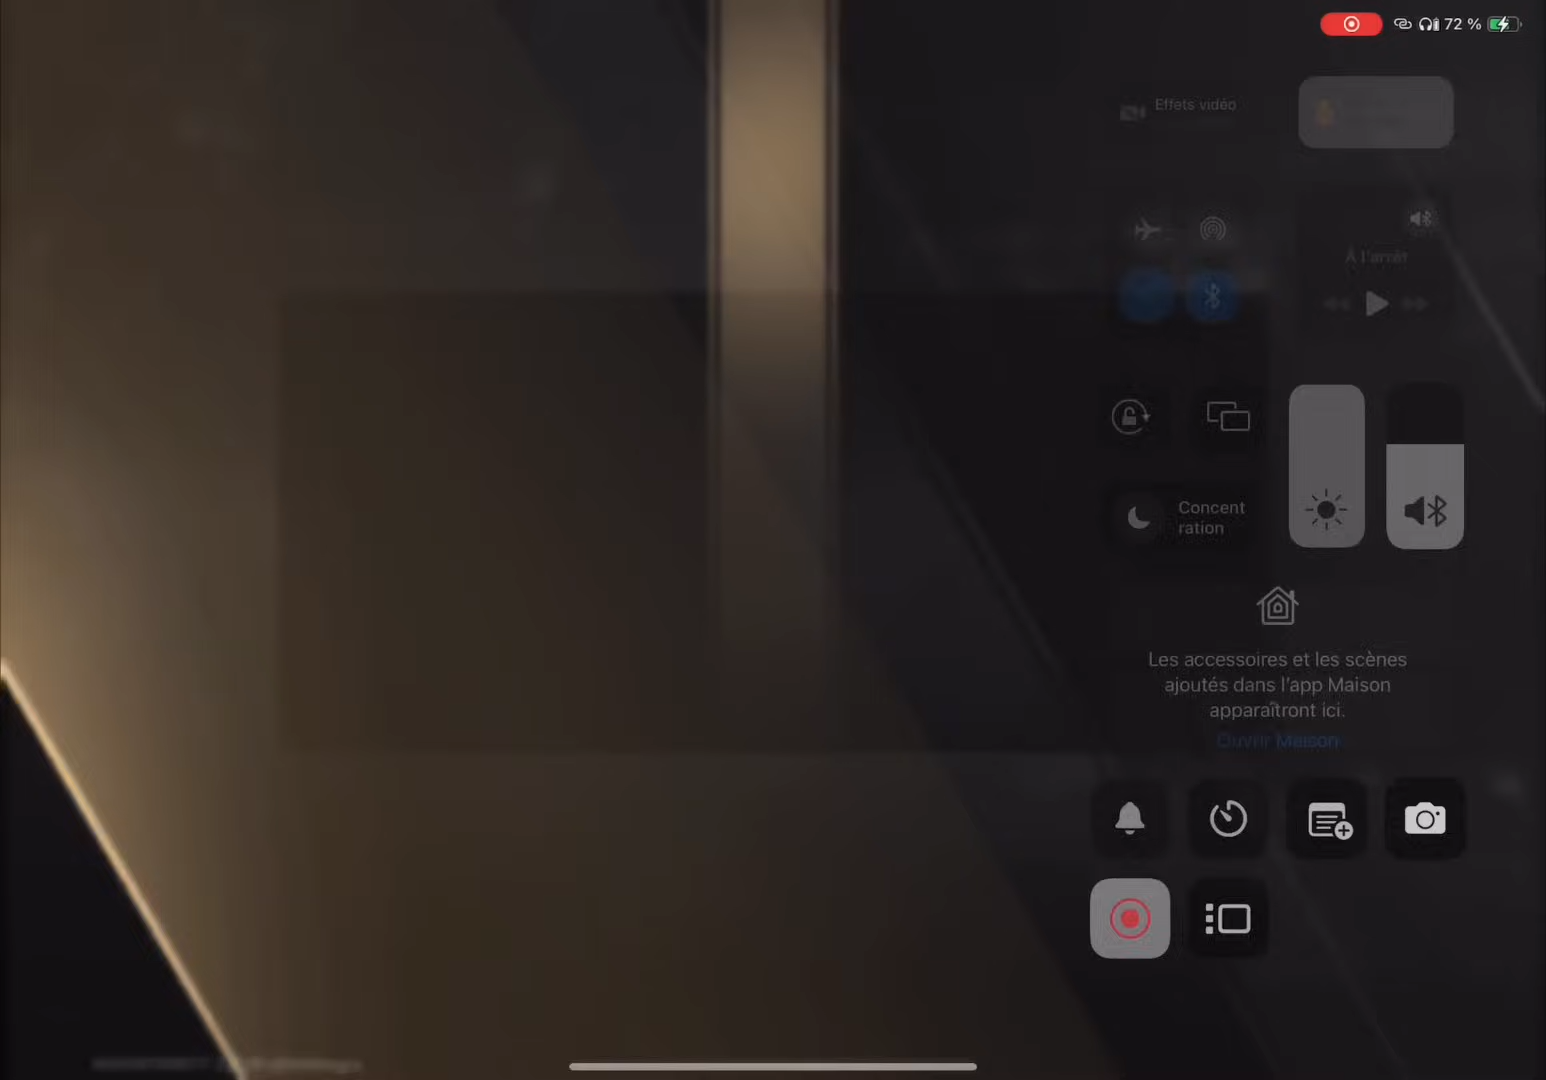 72 %
Effets vidéo
À l'arrêt
Concent
ration
Les accessoires et les scènes
ajoutés dans l'app Maison
apparaîtront ici.
Ouvrir Maison